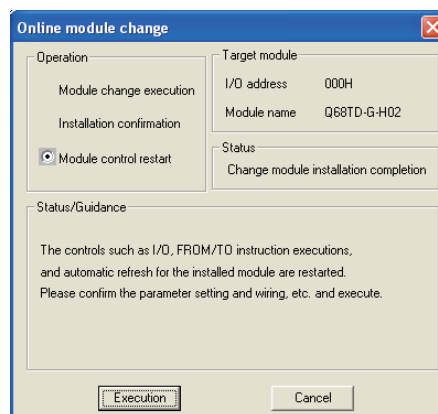 Online module change
Operation
Module change execution
Installation confirmation
Module control restart
Target module
I/O address 000H
Module name Q68TD-G-H02
Status
Change module installation completion
Status/Guidance
The controls such as I/O, FROM/TO instruction executions,
and automatic refresh for the installed module are restarted.
Please confirm the parameter setting and wiring, etc. and execute.
Execution Cancel